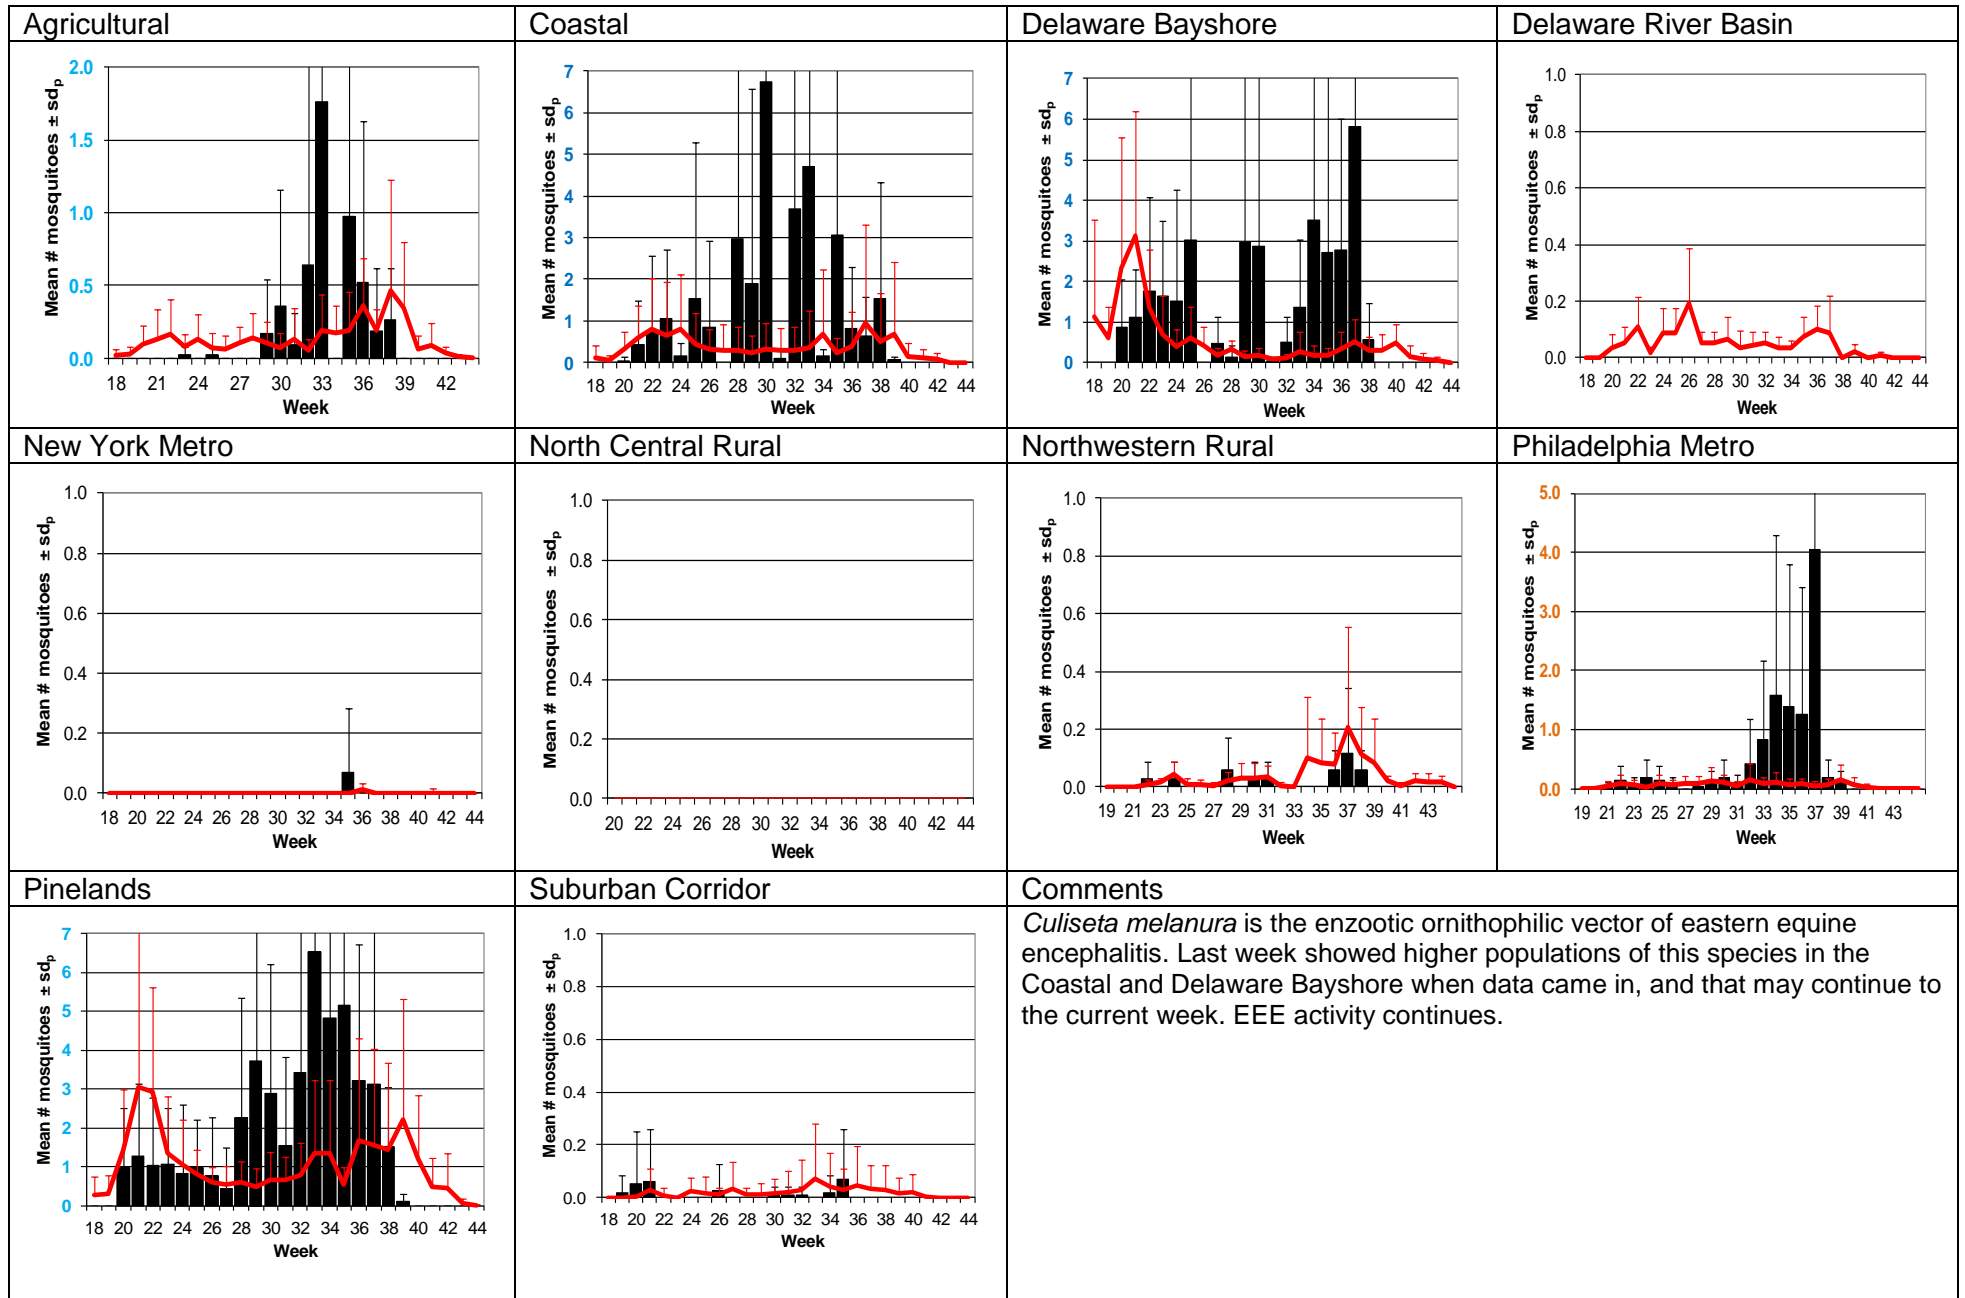 Agricultural
Mean # mosquitoes ± sdp
2.0
1.5
1.0
0.5
0.0
18 21 24 27 30 33 36 39 42
Week
Coastal
Mean # mosquitoes ± sdp
7
6
5
4
3
2
1
0
18 20 22 24 26 28 30 32 34 36 38 40 42 44
Week
Delaware Bayshore
Mean # mosquitoes ± sdp
7
6
5
4
3
2
1
0
18 20 22 24 26 28 30 32 34 36 38 40 42 44
Week
Delaware River Basin
Mean # mosquitoes ± sdp
1.0
0.8
0.6
0.4
0.2
0.0
18 20 22 24 26 28 30 32 34 36 38 40 42 44
Week
New York Metro
Mean # mosquitoes ± sdp
1.0
0.8
0.6
0.4
0.2
0.0
18 20 22 24 26 28 30 32 34 36 38 40 42 44
Week
North Central Rural
Mean # mosquitoes ± sdp
1.0
0.8
0.6
0.4
0.2
0.0
20 22 24 26 28 30 32 34 36 38 40 42 44
Week
Northwestern Rural
Mean # mosquitoes ± sdp
1.0
0.8
0.6
0.4
0.2
0.0
19 21 23 25 27 29 31 33 35 37 39 41 43
Week
Philadelphia Metro
Mean # mosquitoes ± sdp
5.0
4.0
3.0
2.0
1.0
0.0
19 21 23 25 27 29 31 33 35 37 39 41 43
Week
Pinelands
Mean # mosquitoes ± sdp
7
6
5
4
3
2
1
0
18 20 22 24 26 28 30 32 34 36 38 40 42 44
Week
Suburban Corridor
Mean # mosquitoes ± sdp
1.0
0.8
0.6
0.4
0.2
0.0
18 20 22 24 26 28 30 32 34 36 38 40 42 44
Week
Comments
Culiseta melanura is the enzootic ornithophilic vector of eastern equine
encephalitis. Last week showed higher populations of this species in the
Coastal and Delaware Bayshore when data came in, and that may continue to
the current week. EEE activity continues.